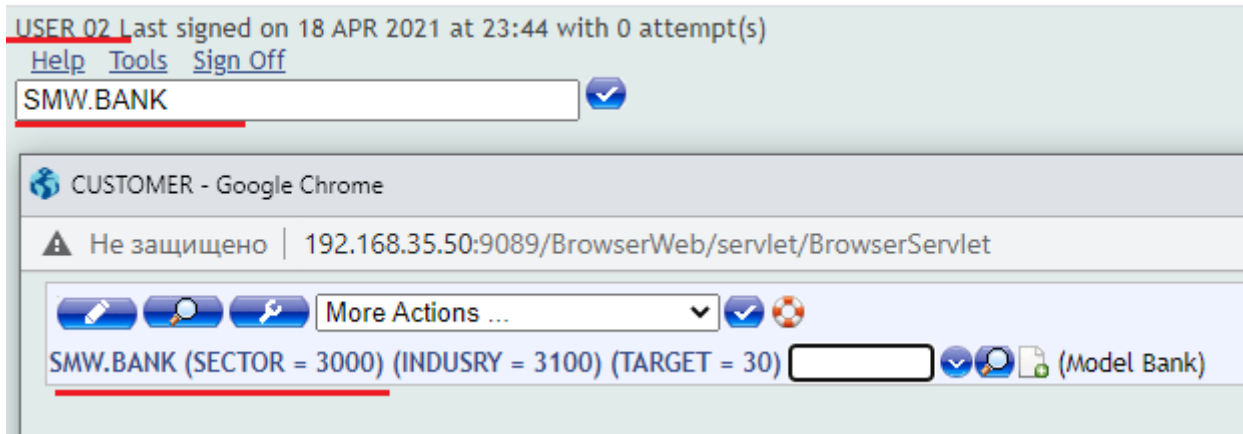 USER 02 Last signed on 18 APR 2021 at 23:44 with 0 attempt(s)
Help Tools Sign Off
SMW.BANK
CUSTOMER - Google Chrome
Не защищено | 192.168.35.50:9089/BrowserWeb/servlet/BrowserServlet
More Actions ...
SMW.BANK (SECTOR = 3000) (INDUSRY = 3100) (TARGET = 30) (Model Bank)